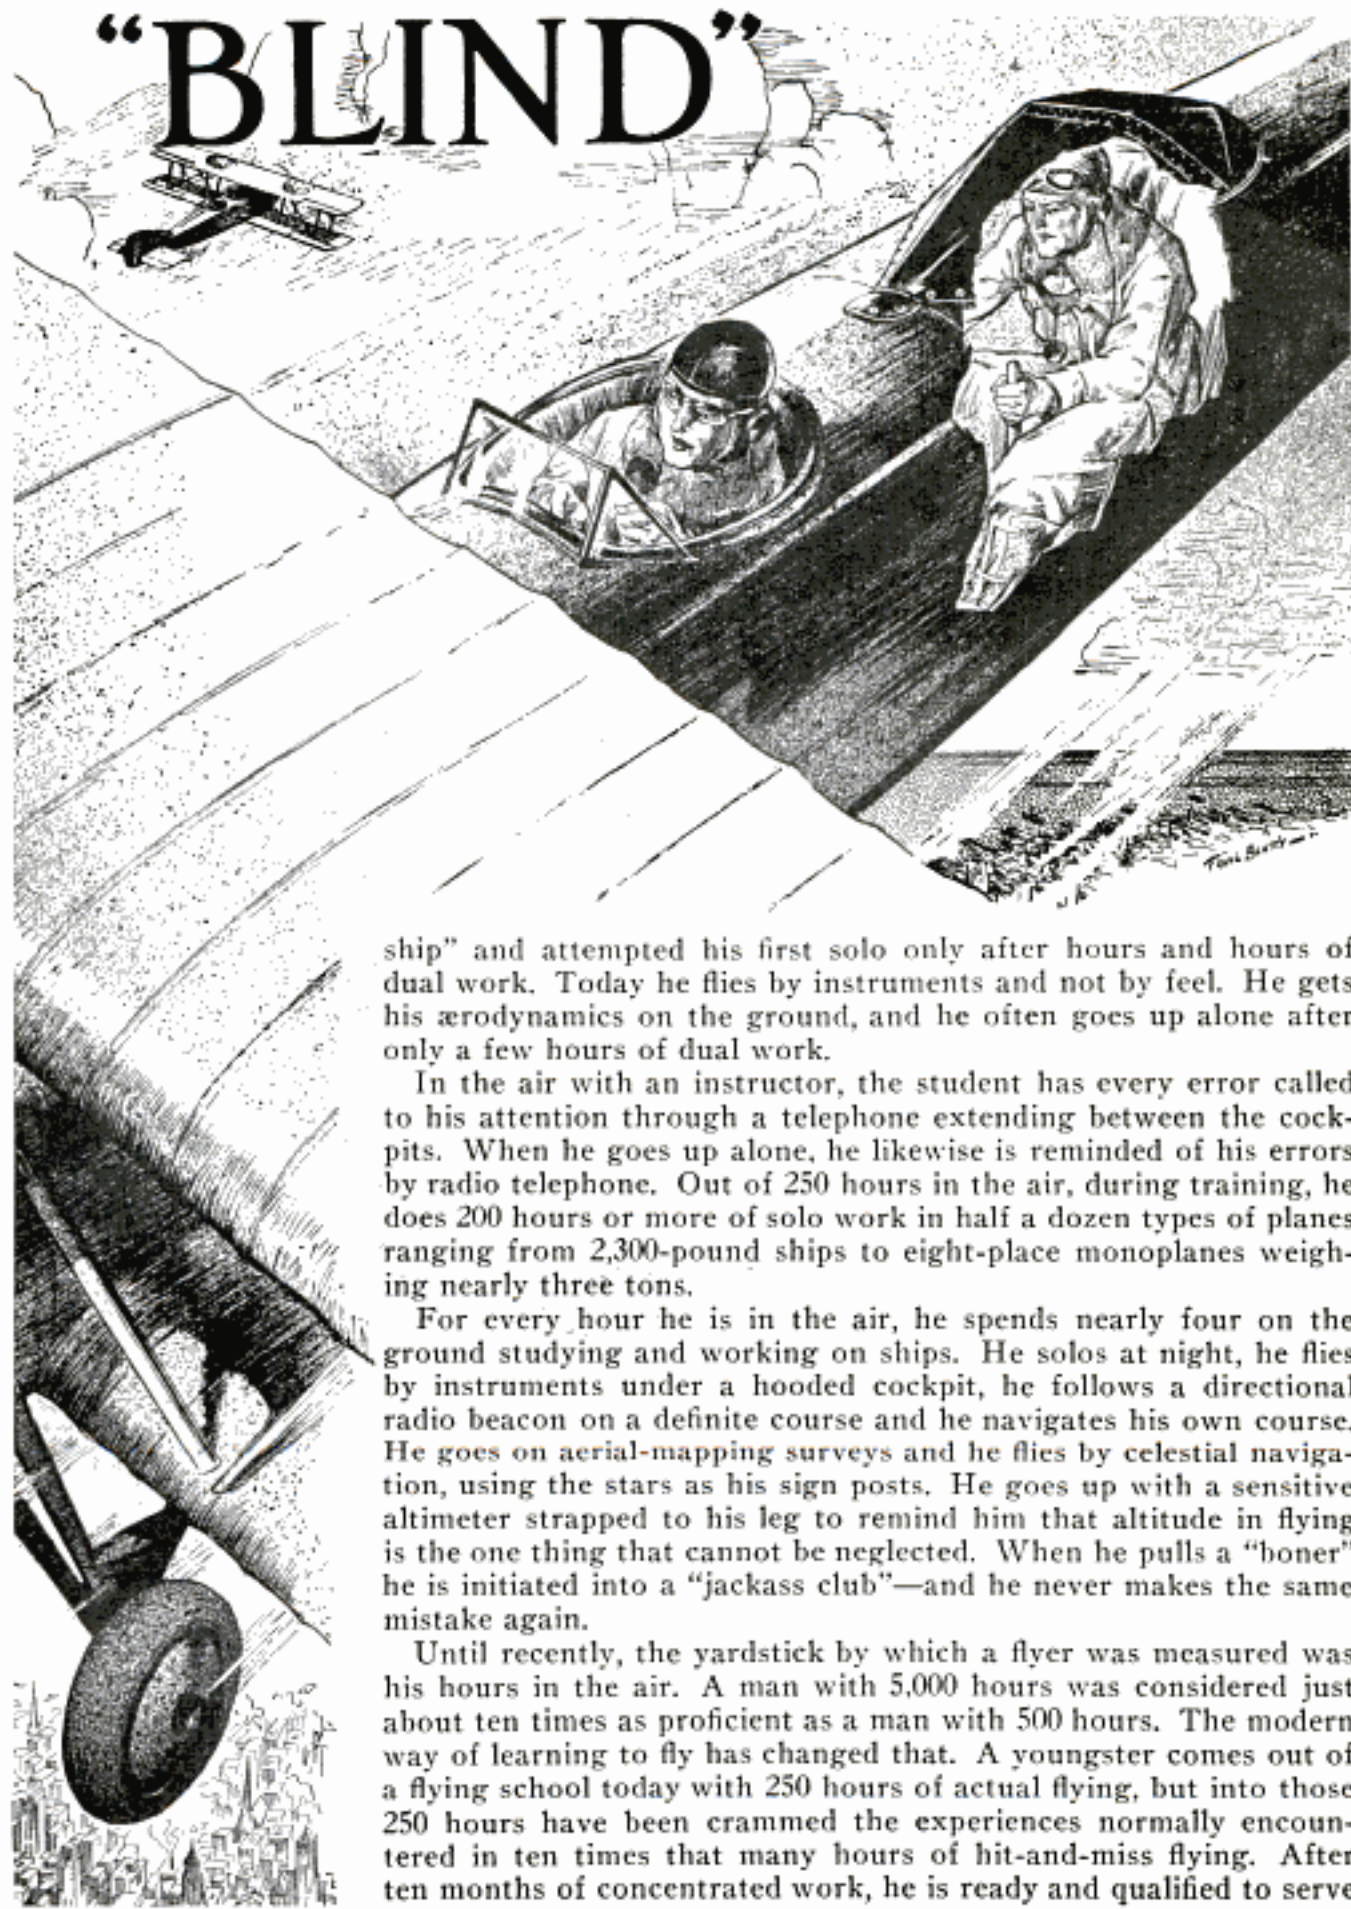 “BLIND”
ship” and attempted his first solo only after hours and hours of
dual work. Today he flies by instruments and not by feel. He gets
his ærodynamics on the ground, and he often goes up alone after
only a few hours of dual work.
In the air with an instructor, the student has every error called
to his attention through a telephone extending between the cock-
pits. When he goes up alone, he likewise is reminded of his errors
by radio telephone. Out of 250 hours in the air, during training, he
does 200 hours or more of solo work in half a dozen types of planes
ranging from 2,300-pound ships to eight-place monoplanes weigh-
ing nearly three tons.
For every hour he is in the air, he spends nearly four on the
ground studying and working on ships. He solos at night, he flies
by instruments under a hooded cockpit, he follows a directional
radio beacon on a definite course and he navigates his own course.
He goes on aerial-mapping surveys and he flies by celestial naviga-
tion, using the stars as his sign posts. He goes up with a sensitive
altimeter strapped to his leg to remind him that altitude in flying
is the one thing that cannot be neglected. When he pulls a “boner”
he is initiated into a “jackass club”—and he never makes the same
mistake again.
Until recently, the yardstick by which a flyer was measured was
his hours in the air. A man with 5,000 hours was considered just
about ten times as proficient as a man with 500 hours. The modern
way of learning to fly has changed that. A youngster comes out of
a flying school today with 250 hours of actual flying, but into those
250 hours have been crammed the experiences normally encoun-
tered in ten times that many hours of hit-and-miss flying. After
ten months of concentrated work, he is ready and qualified to serve